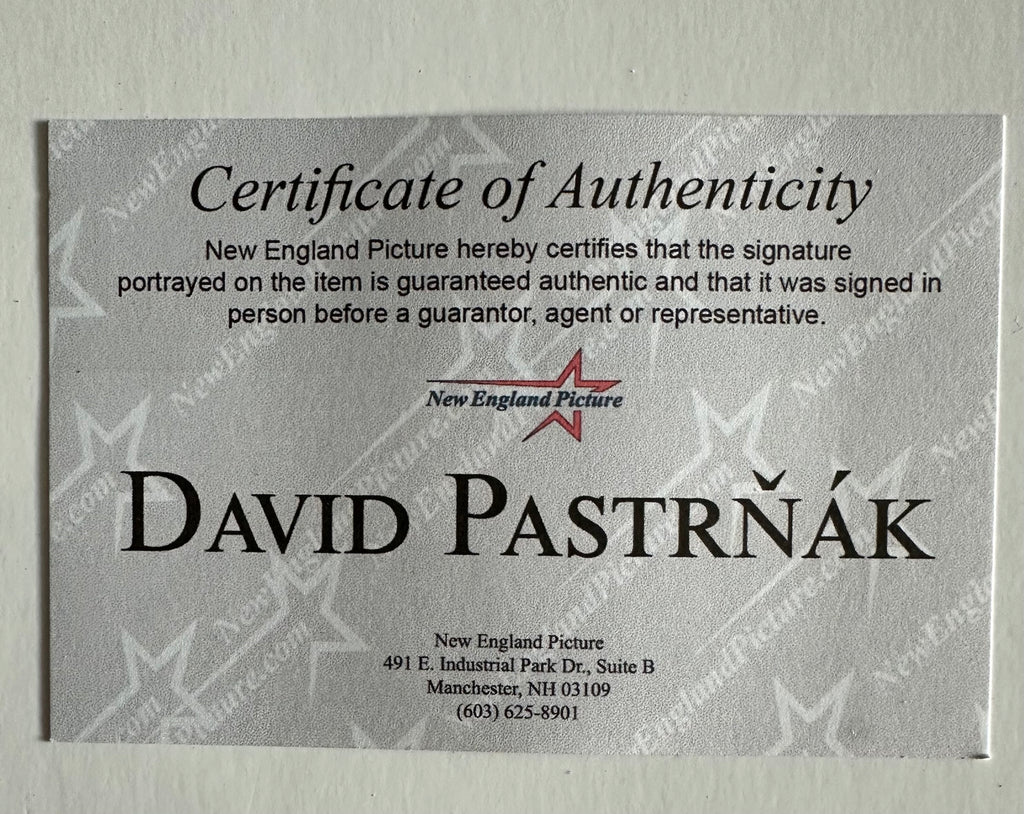 Certificate of Authenticity
New England Picture hereby certifies that the signature
portrayed on the item is guaranteed authentic and that it was signed in
person before a guarantor, agent or representative.
New England Picture
DAVID PASTRŇÁK
New England Picture
491 E. Industrial Park Dr., Suite B
Manchester, NH 03109
(603) 625-8901